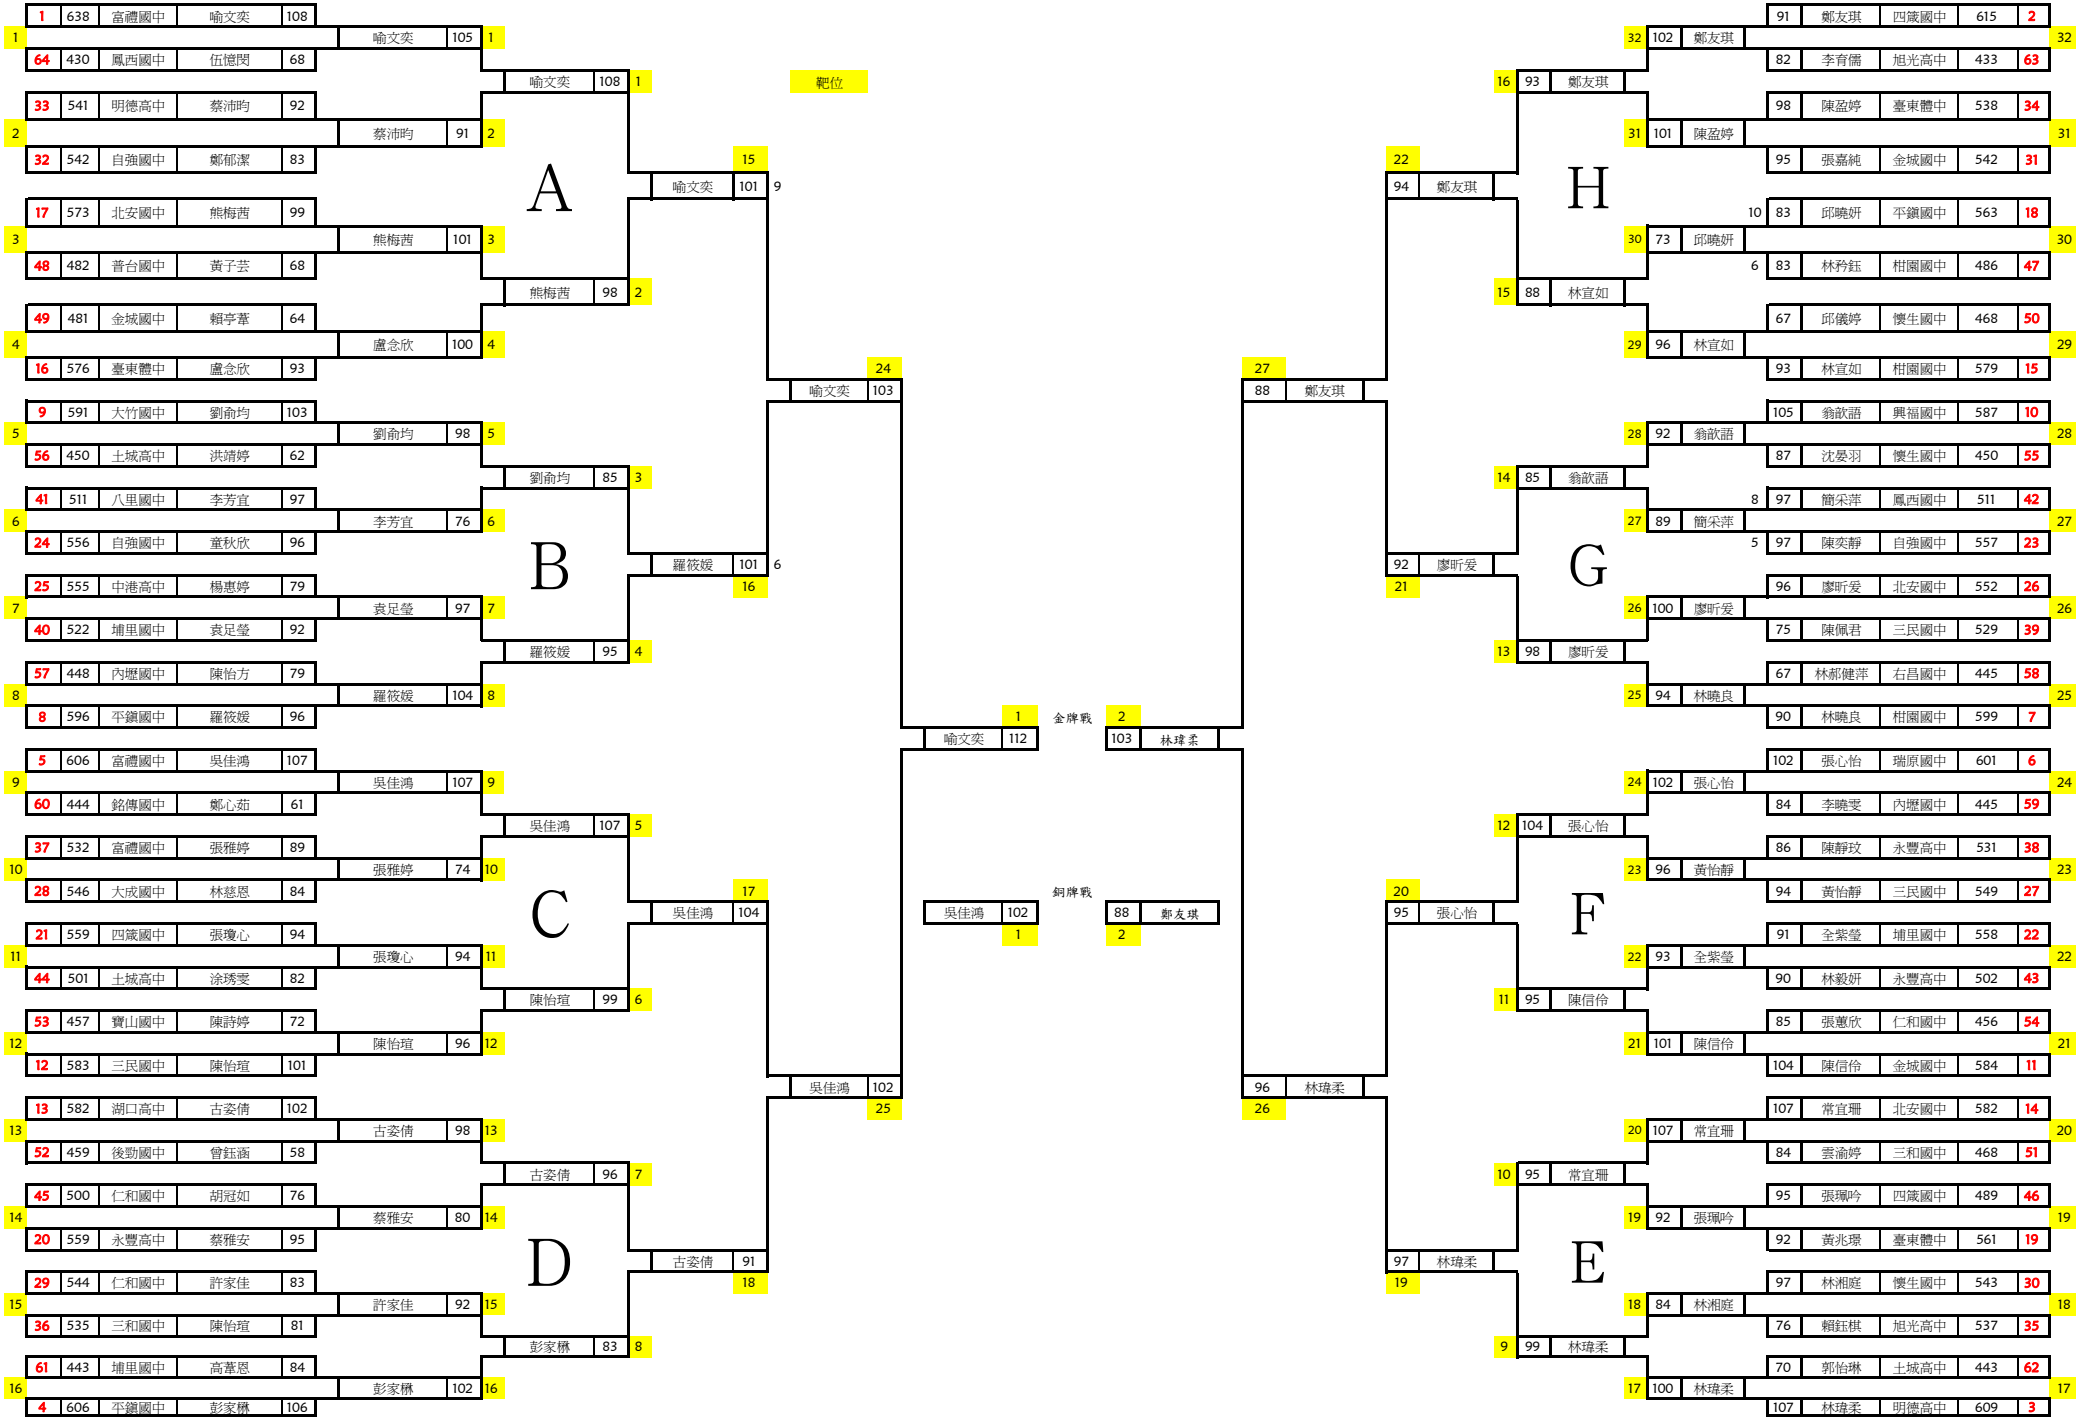 1 638 富禮國中 喻文奕 108 91 鄭友琪 四箴國中 615 2
1 喻文奕 105 1 32 102 鄭友琪 32
64 430 鳳西國中 伍憶閔 68 82 李育儒 旭光高中 433 63
喻文奕 108 1 靶位 16 93 鄭友琪
33 541 明德高中 蔡沛昀 92 98 陳盈婷 臺東體中 538 34
2 蔡沛昀 91 2 31 101 陳盈婷 31
32 542 自強國中 鄭郁潔 83 15 22 95 張嘉純 金城國中 542 31
A 喻文奕 101 9 94 鄭友琪 H
17 573 北安國中 熊梅茜 99 10 83 邱曉妍 平鎮國中 563 18
3 熊梅茜 101 3 30 73 邱曉妍 30
48 482 普台國中 黃子芸 68 6 83 林矜鈺 柑園國中 486 47
熊梅茜 98 2 15 88 林宜如
49 481 金城國中 賴亭葦 64 67 邱儀婷 懷生國中 468 50
4 盧念欣 100 4 29 96 林宜如 29
16 576 臺東體中 盧念欣 93 24 27 93 林宜如 柑園國中 579 15
喻文奕 103 88 鄭友琪
9 591 大竹國中 劉俞均 103 105 翁歆語 興福國中 587 10
5 劉俞均 98 5 28 92 翁歆語 28
56 450 土城高中 洪靖婷 62 87 沈晏羽 懷生國中 450 55
劉俞均 85 3 14 85 翁歆語
41 511 八里國中 李芳宜 97 8 97 簡采萍 鳳西國中 511 42
6 李芳宜 76 6 27 89 簡采萍 27
24 556 自強國中 童秋欣 96 5 97 陳奕靜 自強國中 557 23
B 羅筱媛 101 6 92 廖昕爰 G
25 555 中港高中 楊惠婷 79 16 21 96 廖昕爰 北安國中 552 26
7 袁足瑩 97 7 26 100 廖昕爰 26
40 522 埔里國中 袁足瑩 92 75 陳佩君 三民國中 529 39
羅筱媛 95 4 13 98 廖昕爰
57 448 內壢國中 陳怡方 79 67 林郝健萍 右昌國中 445 58
8 羅筱媛 104 8 25 94 林曉良 25
8 596 平鎮國中 羅筱媛 96 1 金牌戰 2 90 林曉良 柑園國中 599 7
喻文奕 112 103 林瑋柔
5 606 富禮國中 吳佳鴻 107 102 張心怡 瑞原國中 601 6
9 吳佳鴻 107 9 24 102 張心怡 24
60 444 銘傳國中 鄭心茹 61 84 李曉雯 內壢國中 445 59
吳佳鴻 107 5 12 104 張心怡
37 532 富禮國中 張雅婷 89 86 陳靜玟 永豐高中 531 38
10 張雅婷 74 10 23 96 黃怡靜 23
28 546 大成國中 林慈恩 84 17 銅牌戰 20 94 黃怡靜 三民國中 549 27
C 吳佳鴻 104 吳佳鴻 102 88 鄭友琪 95 張心怡 F
21 559 四箴國中 張瓊心 94 1 2 91 全紫瑩 埔里國中 558 22
11 張瓊心 94 11 22 93 全紫瑩 22
44 501 土城高中 涂琇雯 82 90 林毅妍 永豐高中 502 43
陳怡瑄 99 6 11 95 陳信伶
53 457 寶山國中 陳詩婷 72 85 張蕙欣 仁和國中 456 54
12 陳怡瑄 96 12 21 101 陳信伶 21
12 583 三民國中 陳怡瑄 101 104 陳信伶 金城國中 584 11
吳佳鴻 102 96 林瑋柔
13 582 湖口高中 古姿倩 102 25 26 107 常宜珊 北安國中 582 14
13 古姿倩 98 13 20 107 常宜珊 20
52 459 後勁國中 曾鈺涵 58 84 雲渝婷 三和國中 468 51
古姿倩 96 7 10 95 常宜珊
45 500 仁和國中 胡冠如 76 95 張珮吟 四箴國中 489 46
14 蔡雅安 80 14 19 92 張珮吟 19
20 559 永豐高中 蔡雅安 95 92 黃兆璟 臺東體中 561 19
D 古姿倩 91 97 林瑋柔 E
29 544 仁和國中 許家佳 83 18 19 97 林湘庭 懷生國中 543 30
15 許家佳 92 15 18 84 林湘庭 18
36 535 三和國中 陳怡瑄 81 76 賴鈺棋 旭光高中 537 35
彭家楙 83 8 9 99 林瑋柔
61 443 埔里國中 高葦恩 84 70 郭怡琳 土城高中 443 62
16 彭家楙 102 16 17 100 林瑋柔 17
4 606 平鎮國中 彭家楙 106 107 林瑋柔 明德高中 609 3